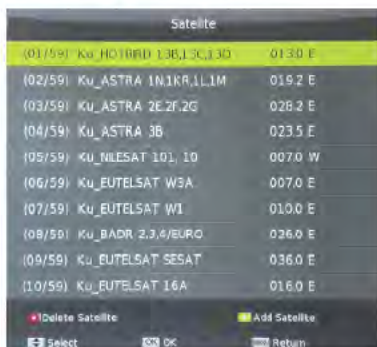 Satellite
(01/59) Ku_HOTBIRD 13B,13C,13D 013.0 E
(02/59) Ku_ASTRA 1N,1KR,1L,1M 019.2 E
(03/59) Ku_ASTRA 2E,2F,2G 028.2 E
(04/59) Ku_ASTRA 3B 023.5 E
(05/59) Ku_NILESAT 101, 10 007.0 W
(06/59) Ku_EUTELSAT W3A 007.0 E
(07/59) Ku_EUTELSAT W1 010.0 E
(08/59) Ku_BADR 2,3,4/EURO 026.0 E
(09/59) Ku_EUTELSAT SESAT 036.0 E
(10/59) Ku_EUTELSAT 16A 016.0 E
Delete Satellite Add Satellite
Select OK OK Return